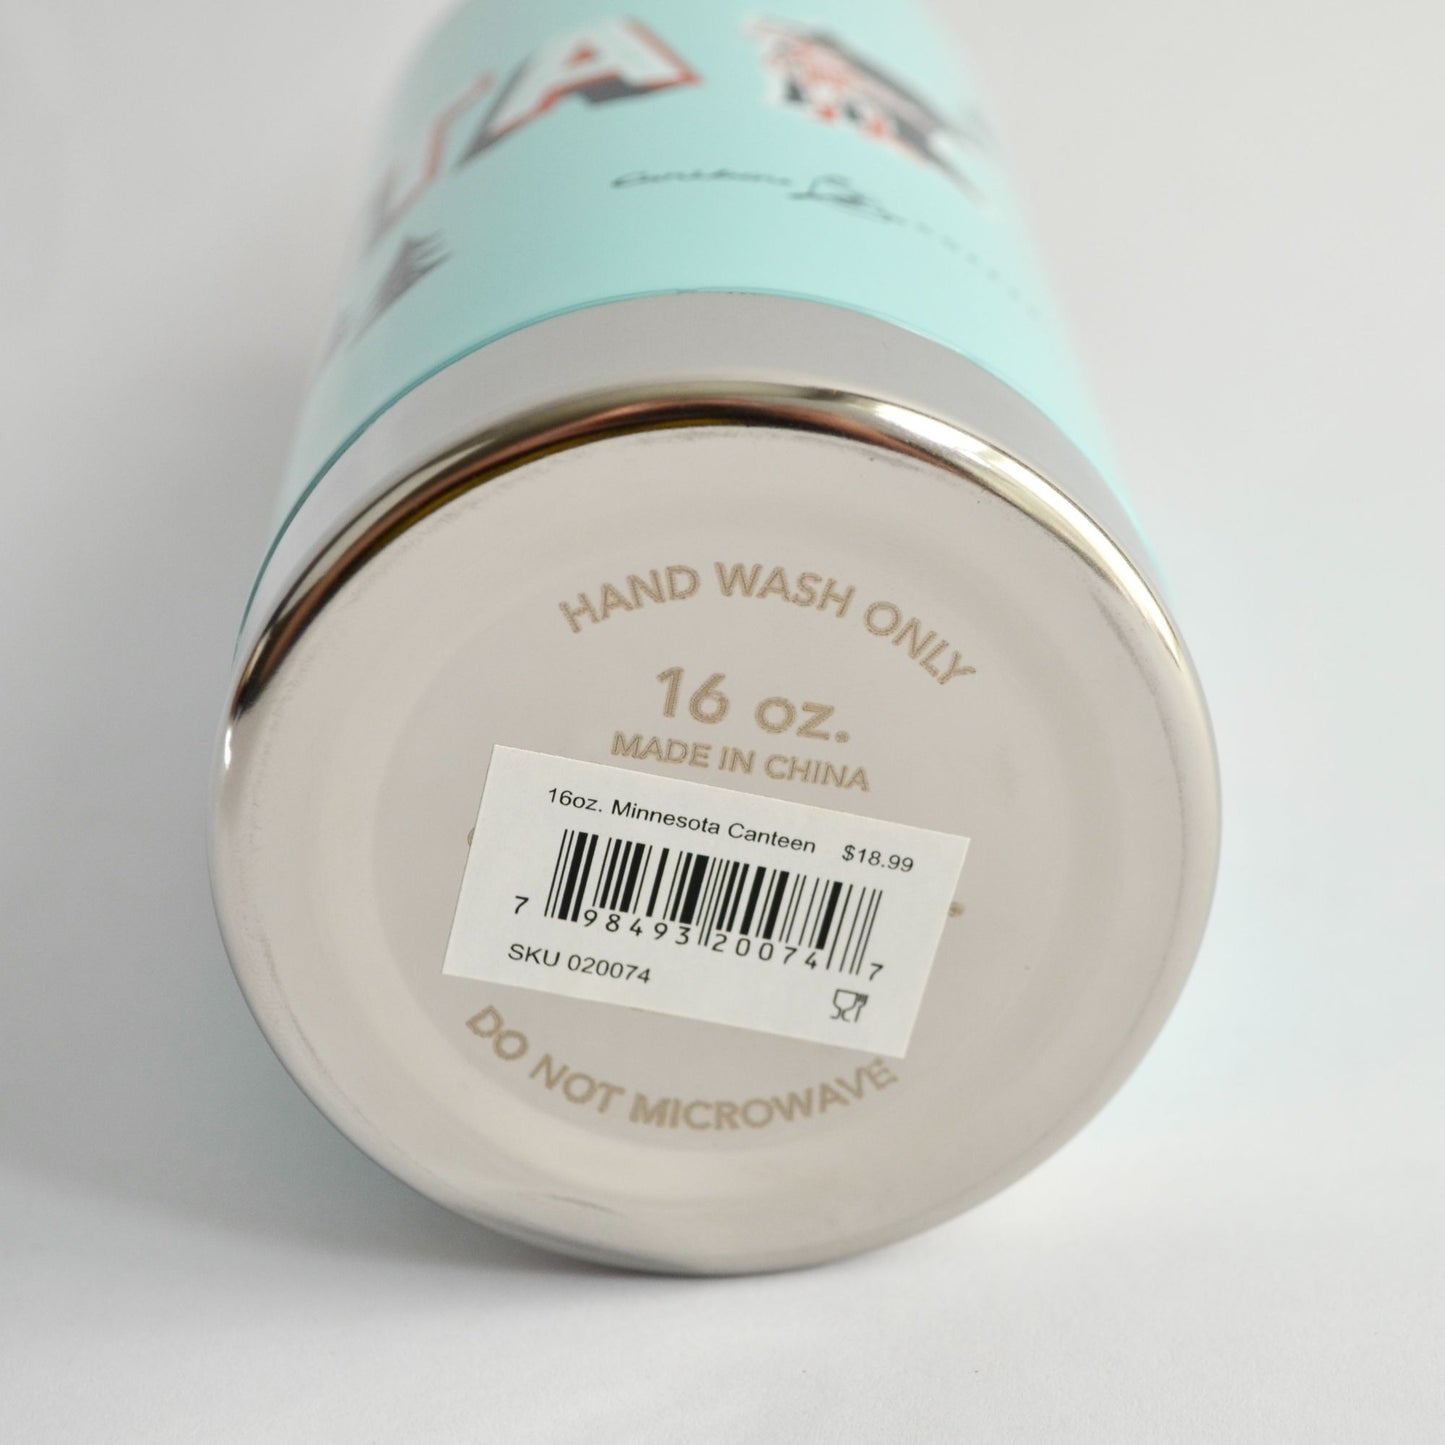 A
HAND WASH ONLY
16 oz.
MADE IN CHINA
16oz. Minnesota Canteen $18.99
7 98493 20074 7
SKU 020074
DO NOT MICROWAVE